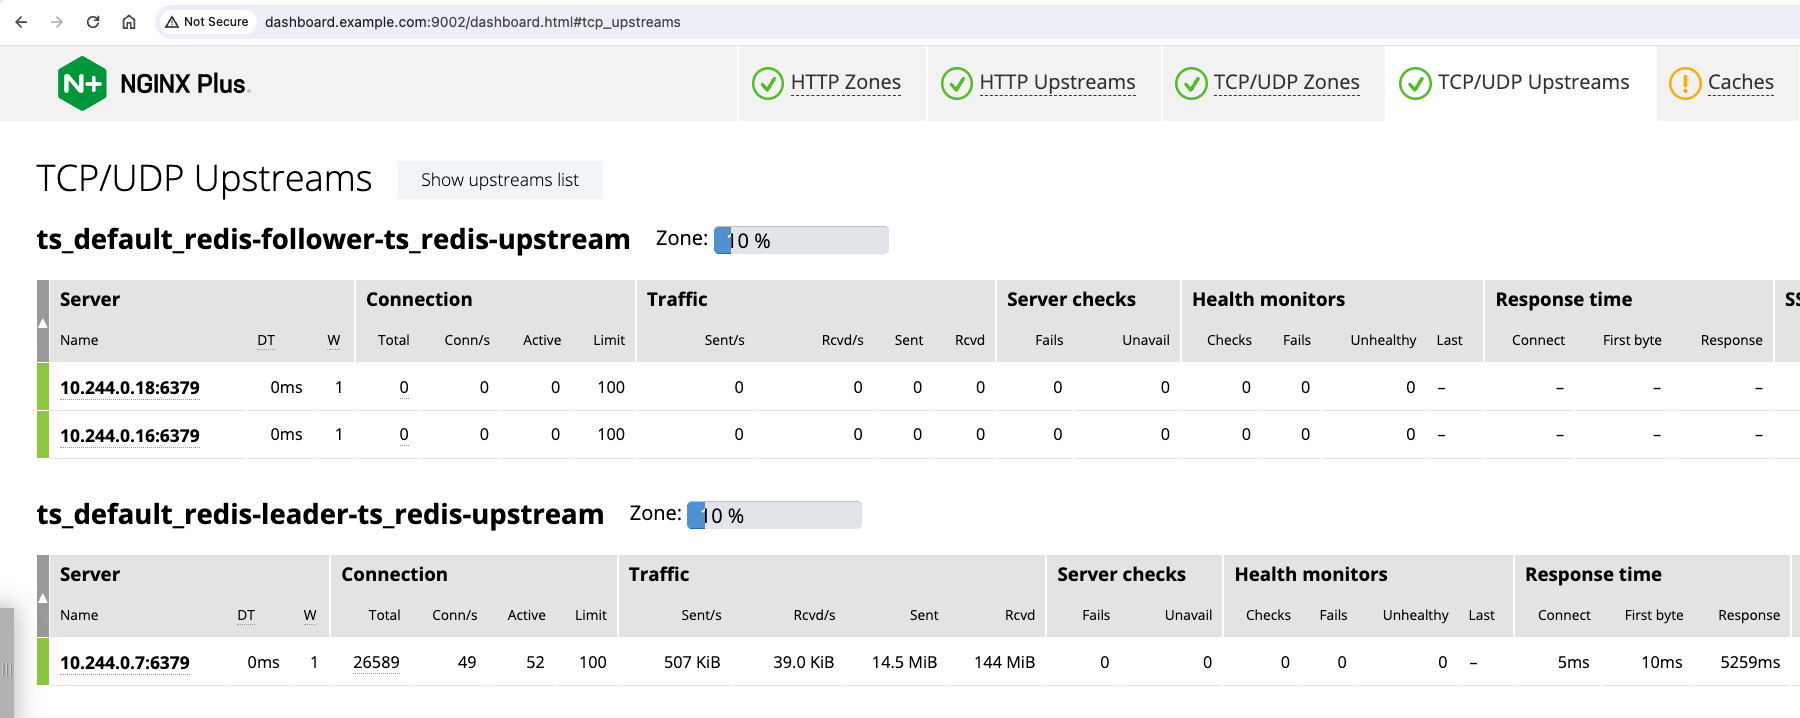 Not Secure dashboard.example.com:9002/dashboard.html#tcp_upstreams
N+ NGINX Plus HTTP Zones HTTP Upstreams TCP/UDP Zones TCP/UDP Upstreams Caches
TCP/UDP Upstreams Show upstreams list
ts_default_redis-follower-ts_redis-upstream Zone: 10 %
Server Connection Traffic Server checks Health monitors Response time SS
Name DT W Total Conn/s Active Limit Sent/s Rcvd/s Sent Rcvd Fails Unavail Checks Fails Unhealthy Last Connect First byte Response
10.244.0.18:6379 0ms 1 0 0 0 100 0 0 0 0 0 0 0 0 0 – – – –
10.244.0.16:6379 0ms 1 0 0 0 100 0 0 0 0 0 0 0 0 0 – – – –
ts_default_redis-leader-ts_redis-upstream Zone: 10 %
Server Connection Traffic Server checks Health monitors Response time
Name DT W Total Conn/s Active Limit Sent/s Rcvd/s Sent Rcvd Fails Unavail Checks Fails Unhealthy Last Connect First byte Response
10.244.0.7:6379 0ms 1 26589 49 52 100 507 KiB 39.0 KiB 14.5 MiB 144 MiB 0 0 0 0 0 – 5ms 10ms 5259ms